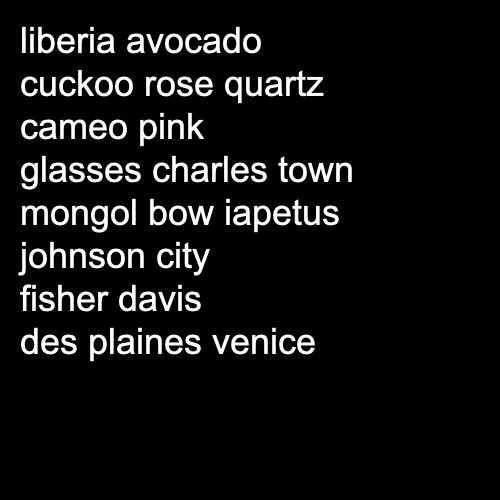 liberia avocado
cuckoo rose quartz
cameo pink
glasses charles town
mongol bow iapetus
johnson city
fisher davis
des plaines venice